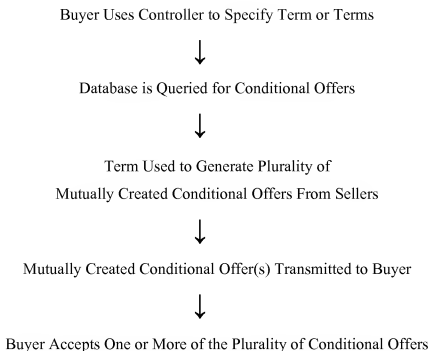 Buyer Uses Controller to Specify Term or Terms
Database is Queried for Conditional Offers
Term Used to Generate Plurality of
Mutually Created Conditional Offers From Sellers
Mutually Created Conditional Offer(s) Transmitted to Buyer
Buyer Accepts One or More of the Plurality of Conditional Offers